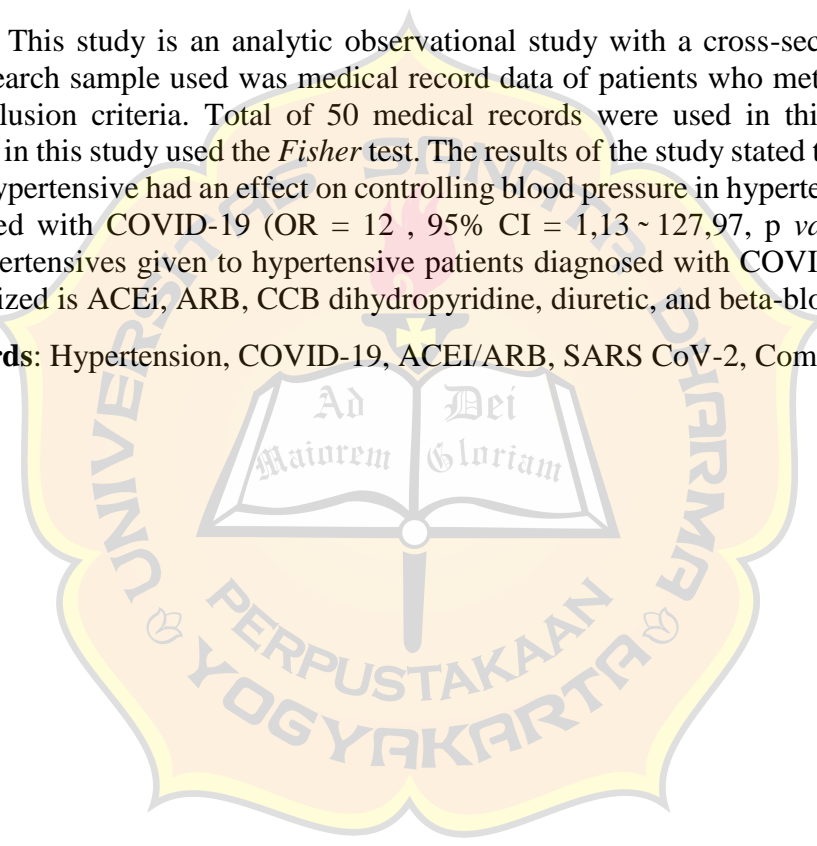 This study is an analytic observational study with a cross-sec
earch sample used was medical record data of patients who met
lusion criteria. Total of 50 medical records were used in thi
in this study used the Fisher test. The results of the study stated t
ypertensive had an effect on controlling blood pressure in hyperte
ed with COVID-19 (OR = 12 , 95% CI = 1,13 ~ 127,97, p va
pertensives given to hypertensive patients diagnosed with COVI
ized is ACEi, ARB, CCB dihydropyridine, diuretic, and beta-blo
rds: Hypertension, COVID-19, ACEI/ARB, SARS CoV-2, Com
UNIVERSITAS SANATA DHARMA
Ad Dei
Maiorem Gloriam
PERPUSTAKAAN
YOGYAKARTA